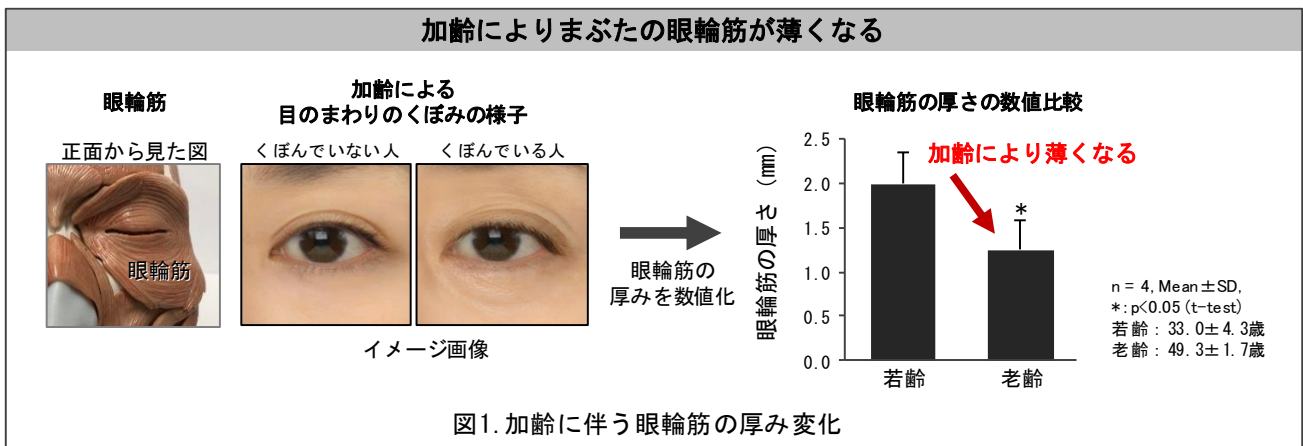 加齢によりまぶたの眼輪筋が薄くなる
眼輪筋
正面から見た図
眼輪筋
加齢による
目のまわりのくぼみの様子
くぼんでいない人
くぼんでいる人
イメージ画像
眼輪筋の
厚みを数値化
眼輪筋の厚さの数値比較
眼輪筋の厚さ (㎜)
2.5
2.0
1.5
1.0
0.5
0.0
加齢により薄くなる
*
若齢
老齢
n = 4, Mean±SD,
*: p<0.05 (t-test)
若齢：33.0±4.3歳
老齢：49.3±1.7歳
図1. 加齢に伴う眼輪筋の厚み変化